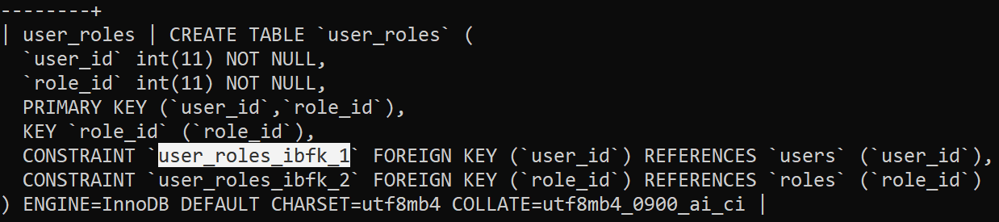 --------+
| user_roles | CREATE TABLE `user_roles` (
  `user_id` int(11) NOT NULL,
  `role_id` int(11) NOT NULL,
  PRIMARY KEY (`user_id`,`role_id`),
  KEY `role_id` (`role_id`),
  CONSTRAINT `user_roles_ibfk_1` FOREIGN KEY (`user_id`) REFERENCES `users` (`user_id`),
  CONSTRAINT `user_roles_ibfk_2` FOREIGN KEY (`role_id`) REFERENCES `roles` (`role_id`)
) ENGINE=InnoDB DEFAULT CHARSET=utf8mb4 COLLATE=utf8mb4_0900_ai_ci |